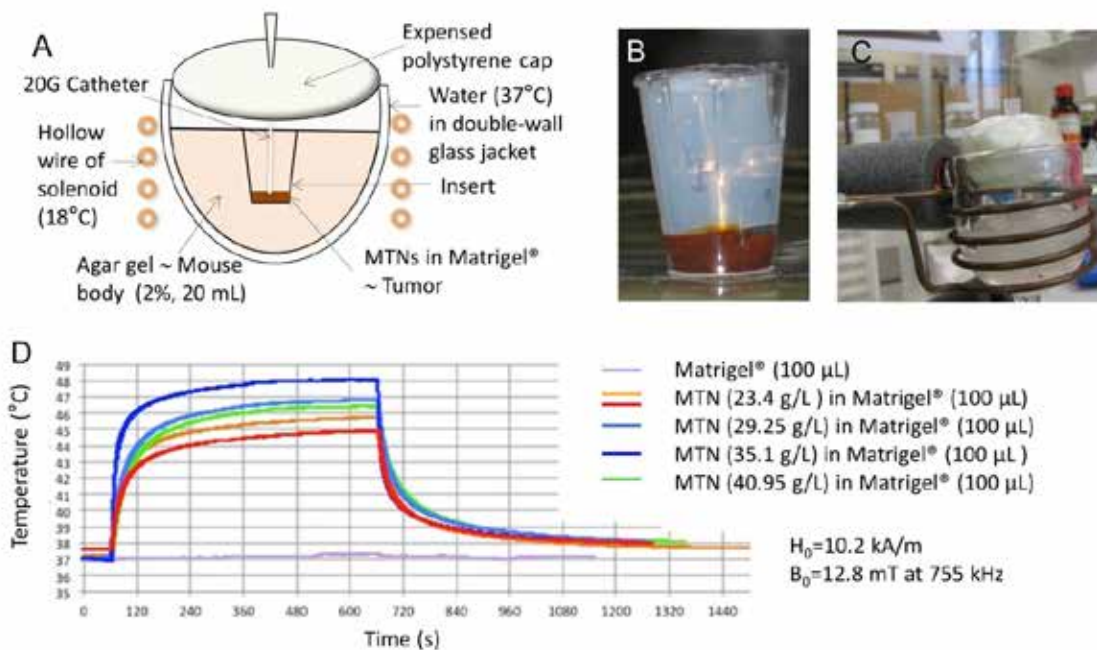 A
Expensed
polystyrene cap
20G Catheter
Water (37°C)
in double-wall
glass jacket
Hollow
wire of
solenoid
(18°C)
Insert
Agar gel ~ Mouse
body (2%, 20 mL)
MTNs in Matrigel®
~ Tumor
B
C
D
Temperature (°C)
49
48
47
46
45
44
43
42
41
40
39
38
37
36
35
0 120 240 360 480 600 720 840 960 1080 1200 1320 1440
Time (s)
Matrigel® (100 µL)
MTN (23.4 g/L ) in Matrigel® (100 µL)
MTN (29.25 g/L) in Matrigel® (100 µL)
MTN (35.1 g/L) in Matrigel® (100 µL )
MTN (40.95 g/L) in Matrigel® (100 µL)
H₀=10.2 kA/m
B₀=12.8 mT at 755 kHz